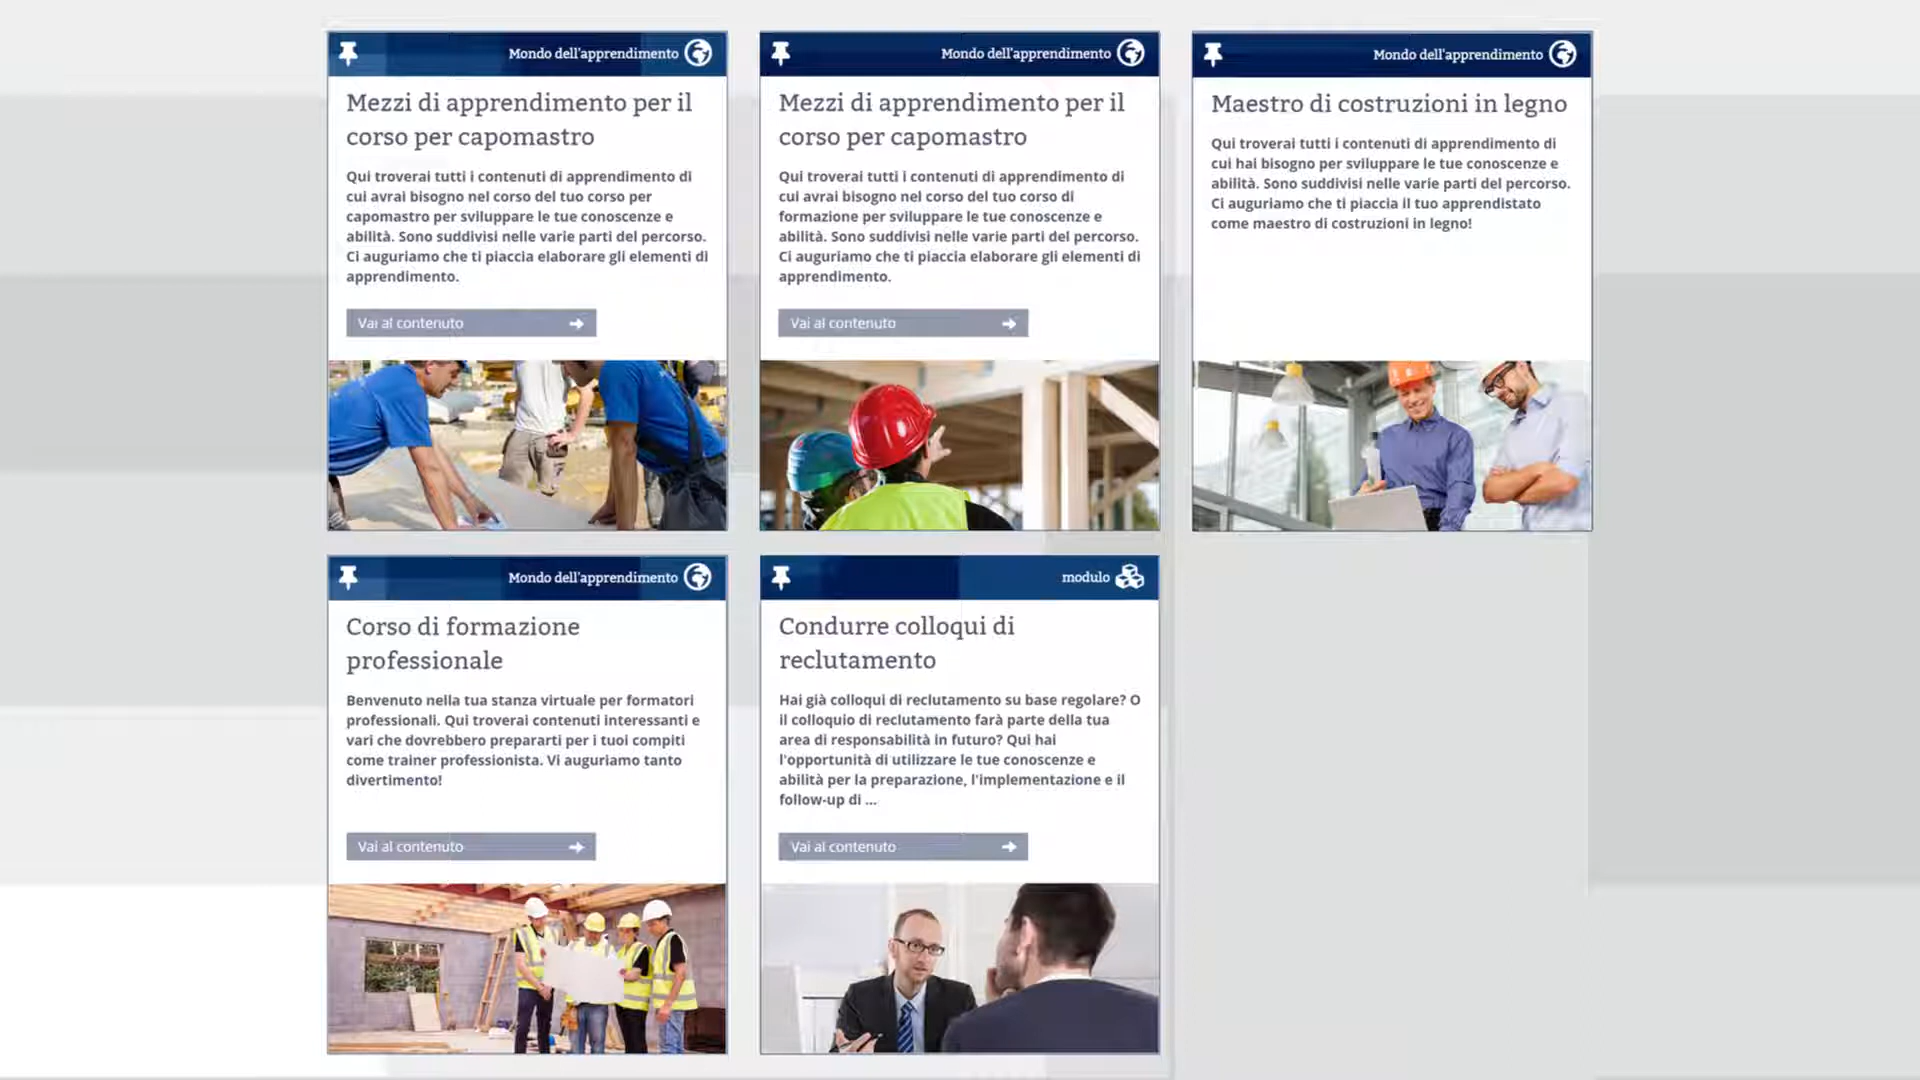 Mondo dell'apprendimento
Mezzi di apprendimento per il
corso per capomastro
Qui troverai tutti i contenuti di apprendimento di
cui avrai bisogno nel corso del tuo corso per
capomastro per sviluppare le tue conoscenze e
abilità. Sono suddivisi nelle varie parti del percorso.
Ci auguriamo che ti piaccia elaborare gli elementi di
apprendimento.
Vai al contenuto
Mondo dell'apprendimento
Mezzi di apprendimento per il
corso per capomastro
Qui troverai tutti i contenuti di apprendimento di
cui avrai bisogno nel corso del tuo corso di
formazione per sviluppare le tue conoscenze e
abilità. Sono suddivisi nelle varie parti del percorso.
Ci auguriamo che ti piaccia elaborare gli elementi di
apprendimento.
Vai al contenuto
Mondo dell'apprendimento
Maestro di costruzioni in legno
Qui troverai tutti i contenuti di apprendimento di
cui hai bisogno per sviluppare le tue conoscenze e
abilità. Sono suddivisi nelle varie parti del percorso.
Ci auguriamo che ti piaccia il tuo apprendistato
come maestro di costruzioni in legno!
Mondo dell'apprendimento
Corso di formazione
professionale
Benvenuto nella tua stanza virtuale per formatori
professionali. Qui troverai contenuti interessanti e
vari che dovrebbero prepararti per i tuoi compiti
come trainer professionista. Vi auguriamo tanto
divertimento!
Vai al contenuto
modulo
Condurre colloqui di
reclutamento
Hai già colloqui di reclutamento su base regolare? O
il colloquio di reclutamento farà parte della tua
area di responsabilità in futuro? Qui hai
l'opportunità di utilizzare le tue conoscenze e
abilità per la preparazione, l'implementazione e il
follow-up di ...
Vai al contenuto